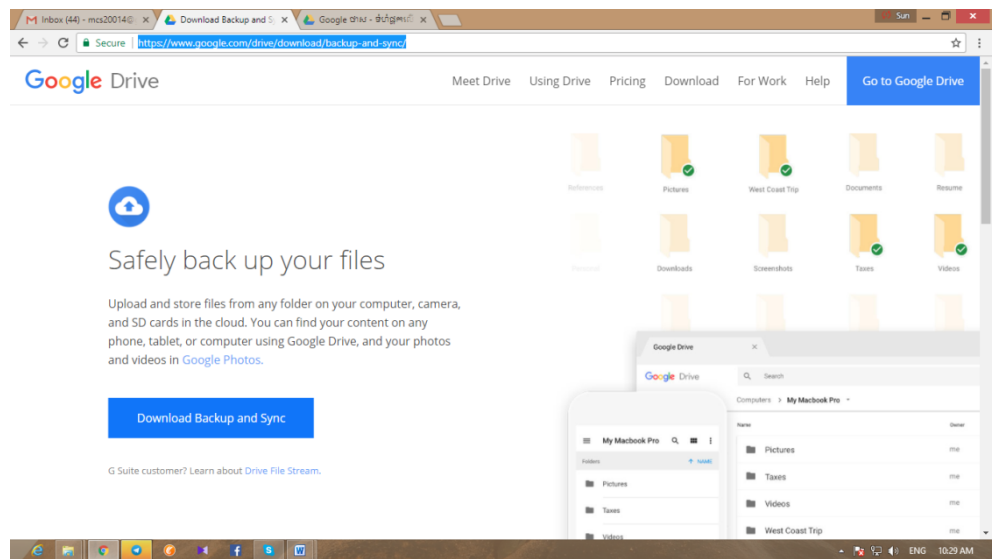 Inbox (44) - mcs20014@
Download Backup and S
Sun
Secure
https://www.google.com/drive/download/backup-and-sync/
Google Drive
Meet Drive
Using Drive
Pricing
Download
For Work
Help
Go to Google Drive
References
Pictures
West Coast Trip
Documents
Resume
Safely back up your files
Personal
Downloads
Screenshots
Taxes
Videos
Upload and store files from any folder on your computer, camera,
and SD cards in the cloud. You can find your content on any
phone, tablet, or computer using Google Drive, and your photos
and videos in Google Photos.
Download Backup and Sync
G Suite customer? Learn about Drive File Stream.
Google Drive
Google Drive
Search
Computers > My Macbook Pro
Name
Owner
Pictures
me
Taxes
me
Videos
me
West Coast Trip
me
My Macbook Pro
Folders
NAME
Pictures
Taxes
Videos
ENG
10:29 AM